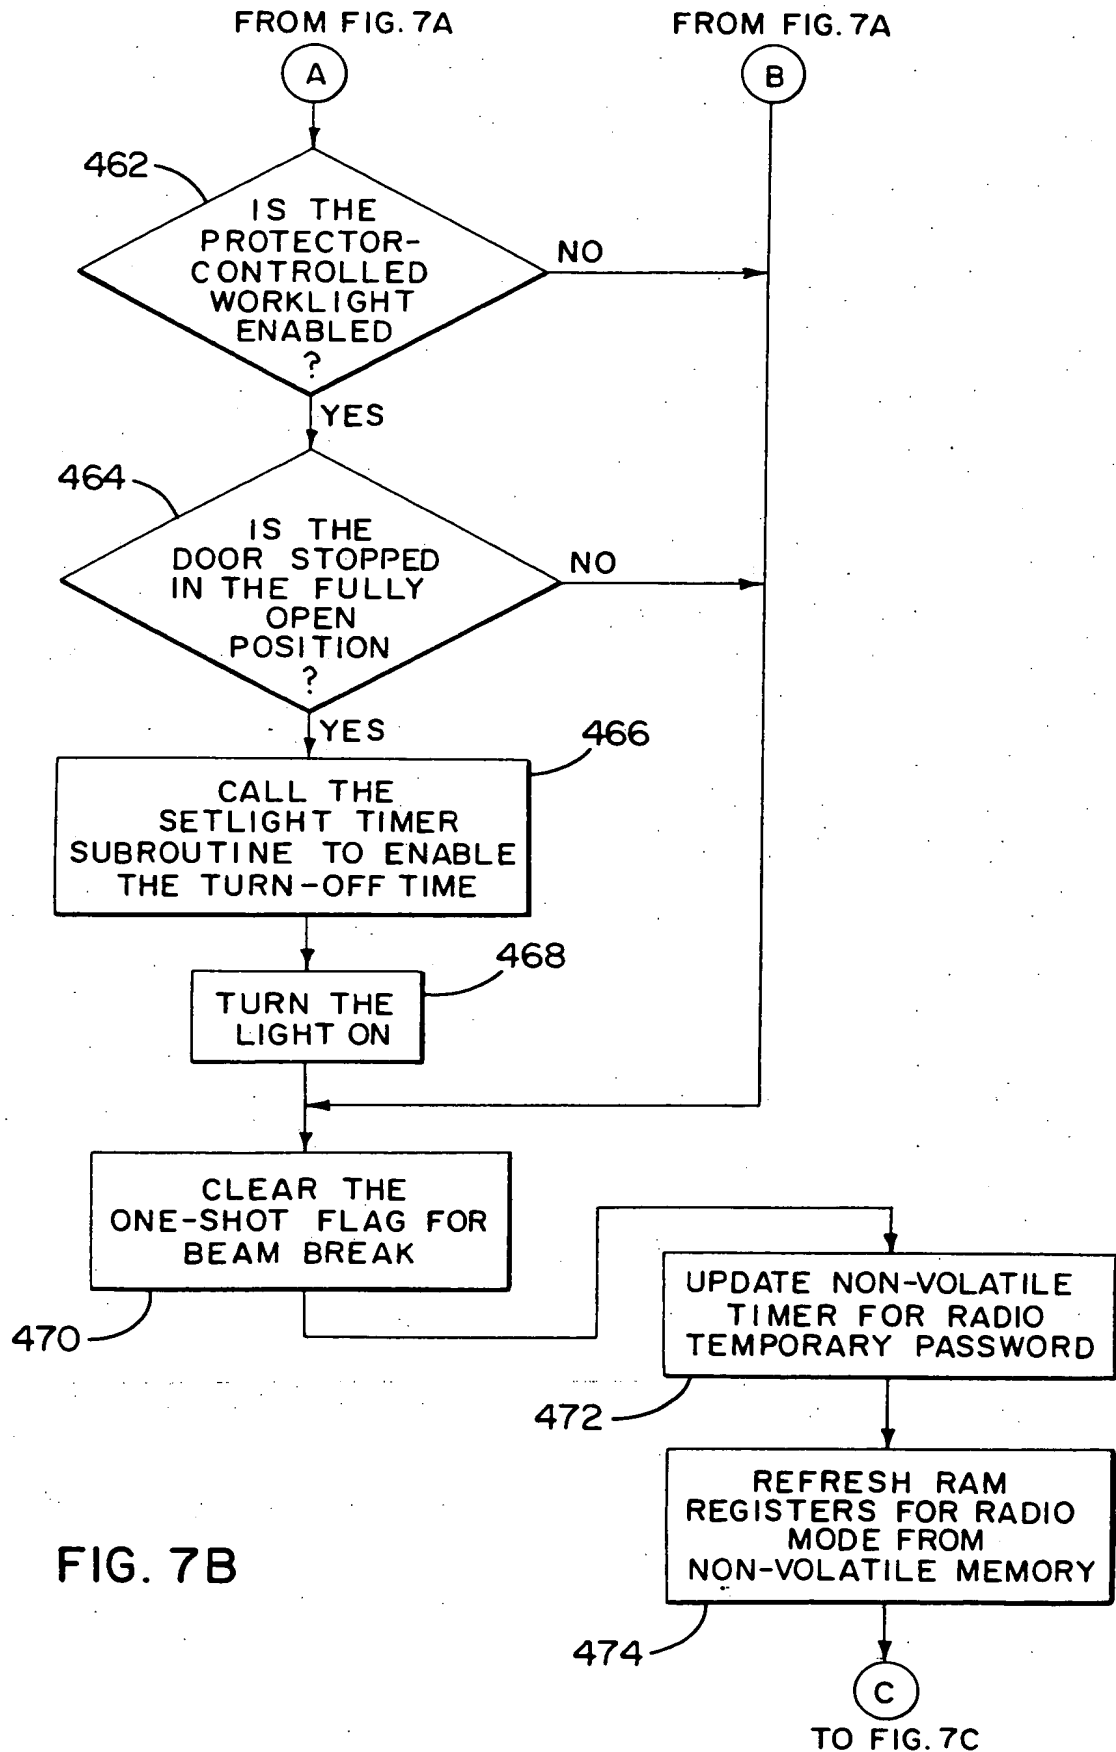 FROM FIG. 7A
FROM FIG. 7A
A
B
462
IS THE
PROTECTOR-
CONTROLLED
WORKLIGHT
ENABLED
?
NO
YES
464
IS THE
DOOR STOPPED
IN THE FULLY
OPEN
POSITION
?
NO
YES
466
CALL THE
SETLIGHT TIMER
SUBROUTINE TO ENABLE
THE TURN-OFF TIME
468
TURN THE
LIGHT ON
CLEAR THE
ONE-SHOT FLAG FOR
BEAM BREAK
470
UPDATE NON-VOLATILE
TIMER FOR RADIO
TEMPORARY PASSWORD
472
REFRESH RAM
REGISTERS FOR RADIO
MODE FROM
NON-VOLATILE MEMORY
474
FIG. 7B
C
TO FIG. 7C